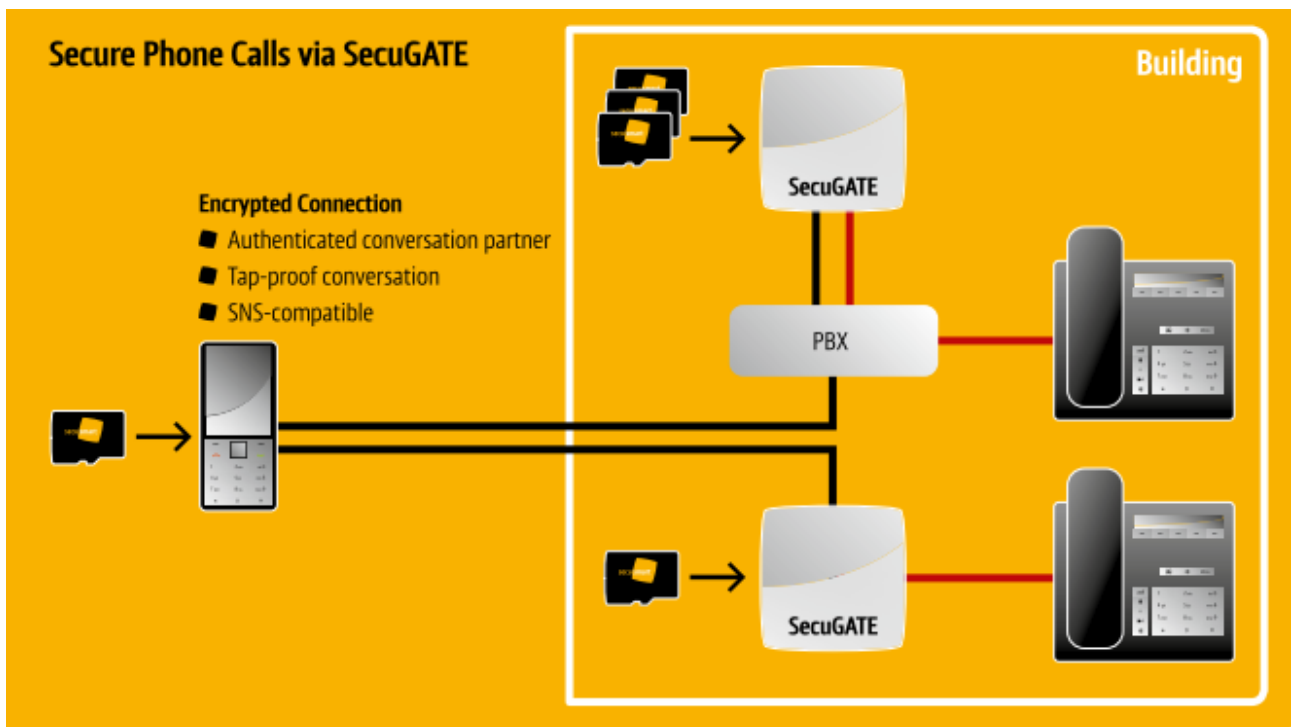 Secure Phone Calls via SecuGATE
Building
SecuGATE
Encrypted Connection
Authenticated conversation partner
Tap-proof conversation
SNS-compatible
PBX
SecuGATE